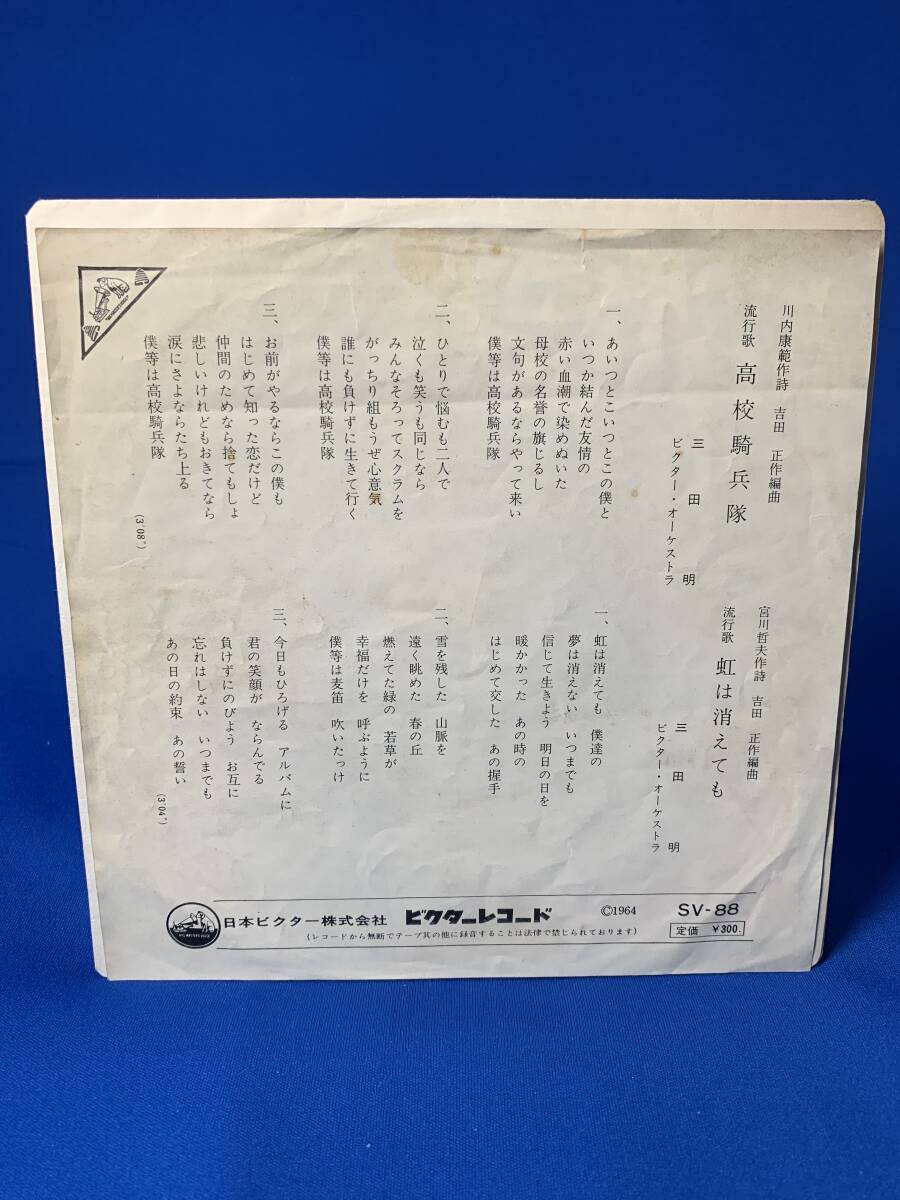 川内康範作詩　吉田　正作編曲
流行歌　高校騎兵隊
三田　明
ビクター・オーケストラ
一、あいつとこいつとこの僕と
いつか結んだ友情の
赤い血潮で染めぬいた
母校の名誉の旗じるし
文句があるならやって来い
僕等は高校騎兵隊
二、ひとりで悩むも二人で
泣くも笑うも同じなら
みんなそろってスクラムを
がっちり組もうぜ心意気
誰にも負けずに生きて行く
僕等は高校騎兵隊
三、お前がやるならこの僕も
はじめて知った恋だけど
仲間のためなら捨てもしよ
悲しいけれどもおきてなら
涙にさよならたち上る
僕等は高校騎兵隊
(3′08″)
宮川哲夫作詩　吉田　正作編曲
流行歌　虹は消えても
三田　明
ビクター・オーケストラ
一、虹は消えても　僕達の
夢は消えない　いつまでも
信じて生きよう　明日の日を
暖かかった　あの時の
はじめて交した　あの握手
二、雪を残した　山脈を
遠く眺めた　春の丘
燃えてた緑の　若草が
幸福だけを　呼ぶように
僕等は麦笛　吹いたっけ
三、今日もひろげる　アルバムに
君の笑顔が　ならんでる
負けずにのびよう　お互に
忘れはしない　いつまでも
あの日の約束　あの誓い
(3′04″)
日本ビクター株式会社　ビクターレコード　©1964　SV-88
(レコードから無断でテープ其の他に録音することは法律で禁じられております)　定価　¥300.